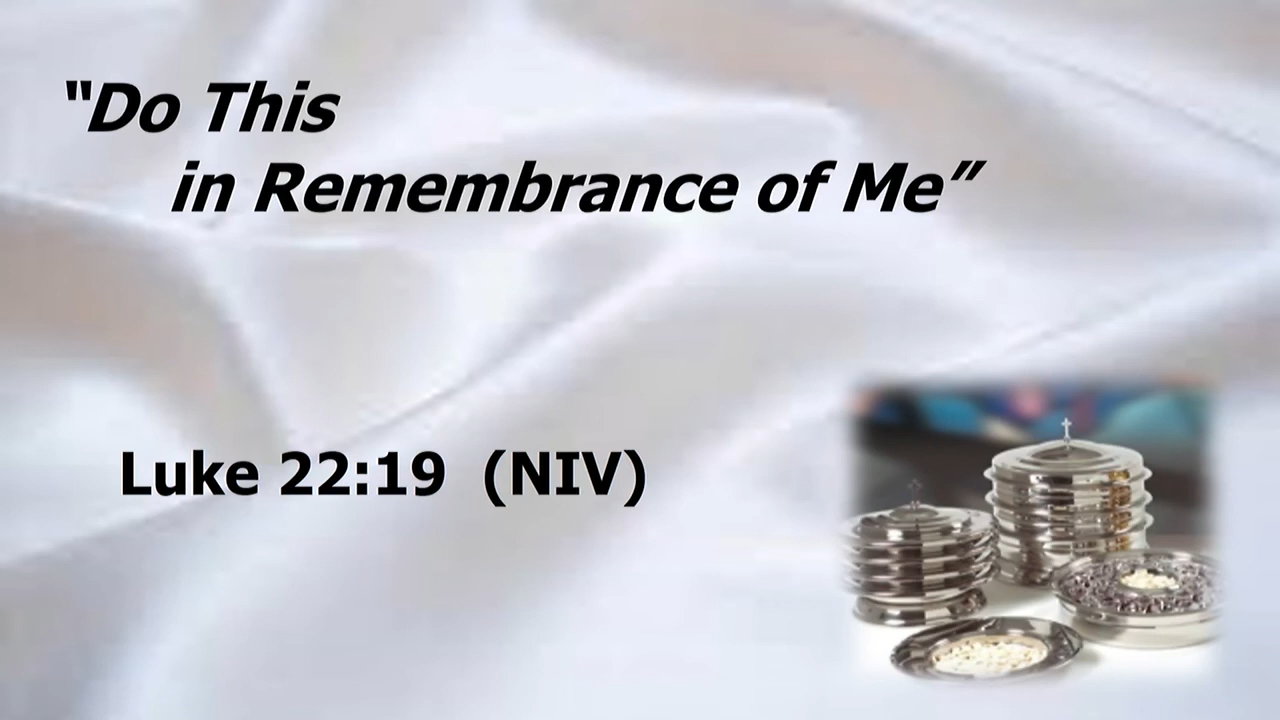 “Do This
in Remembrance of Me”
Luke 22:19 (NIV)